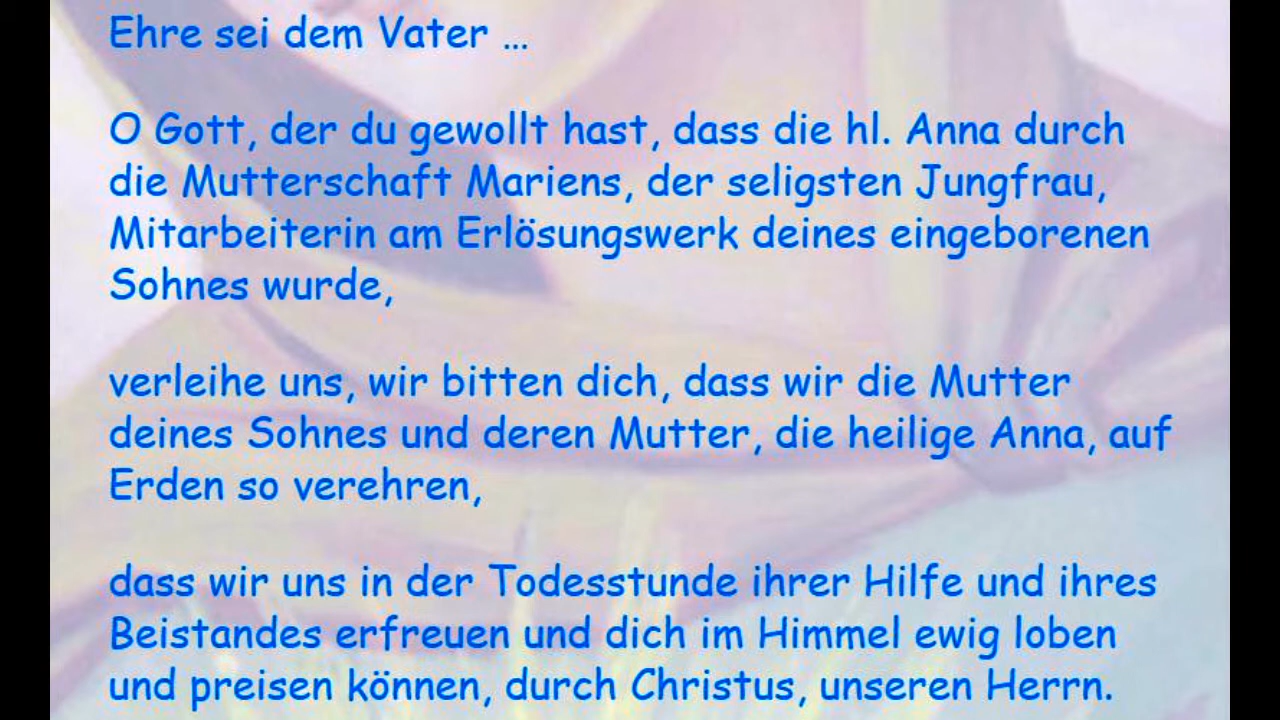 Ehre sei dem Vater …
O Gott, der du gewollt hast, dass die hl. Anna durch
die Mutterschaft Mariens, der seligsten Jungfrau,
Mitarbeiterin am Erlösungswerk deines eingeborenen
Sohnes wurde,
verleihe uns, wir bitten dich, dass wir die Mutter
deines Sohnes und deren Mutter, die heilige Anna, auf
Erden so verehren,
dass wir uns in der Todesstunde ihrer Hilfe und ihres
Beistandes erfreuen und dich im Himmel ewig loben
und preisen können, durch Christus, unseren Herrn.